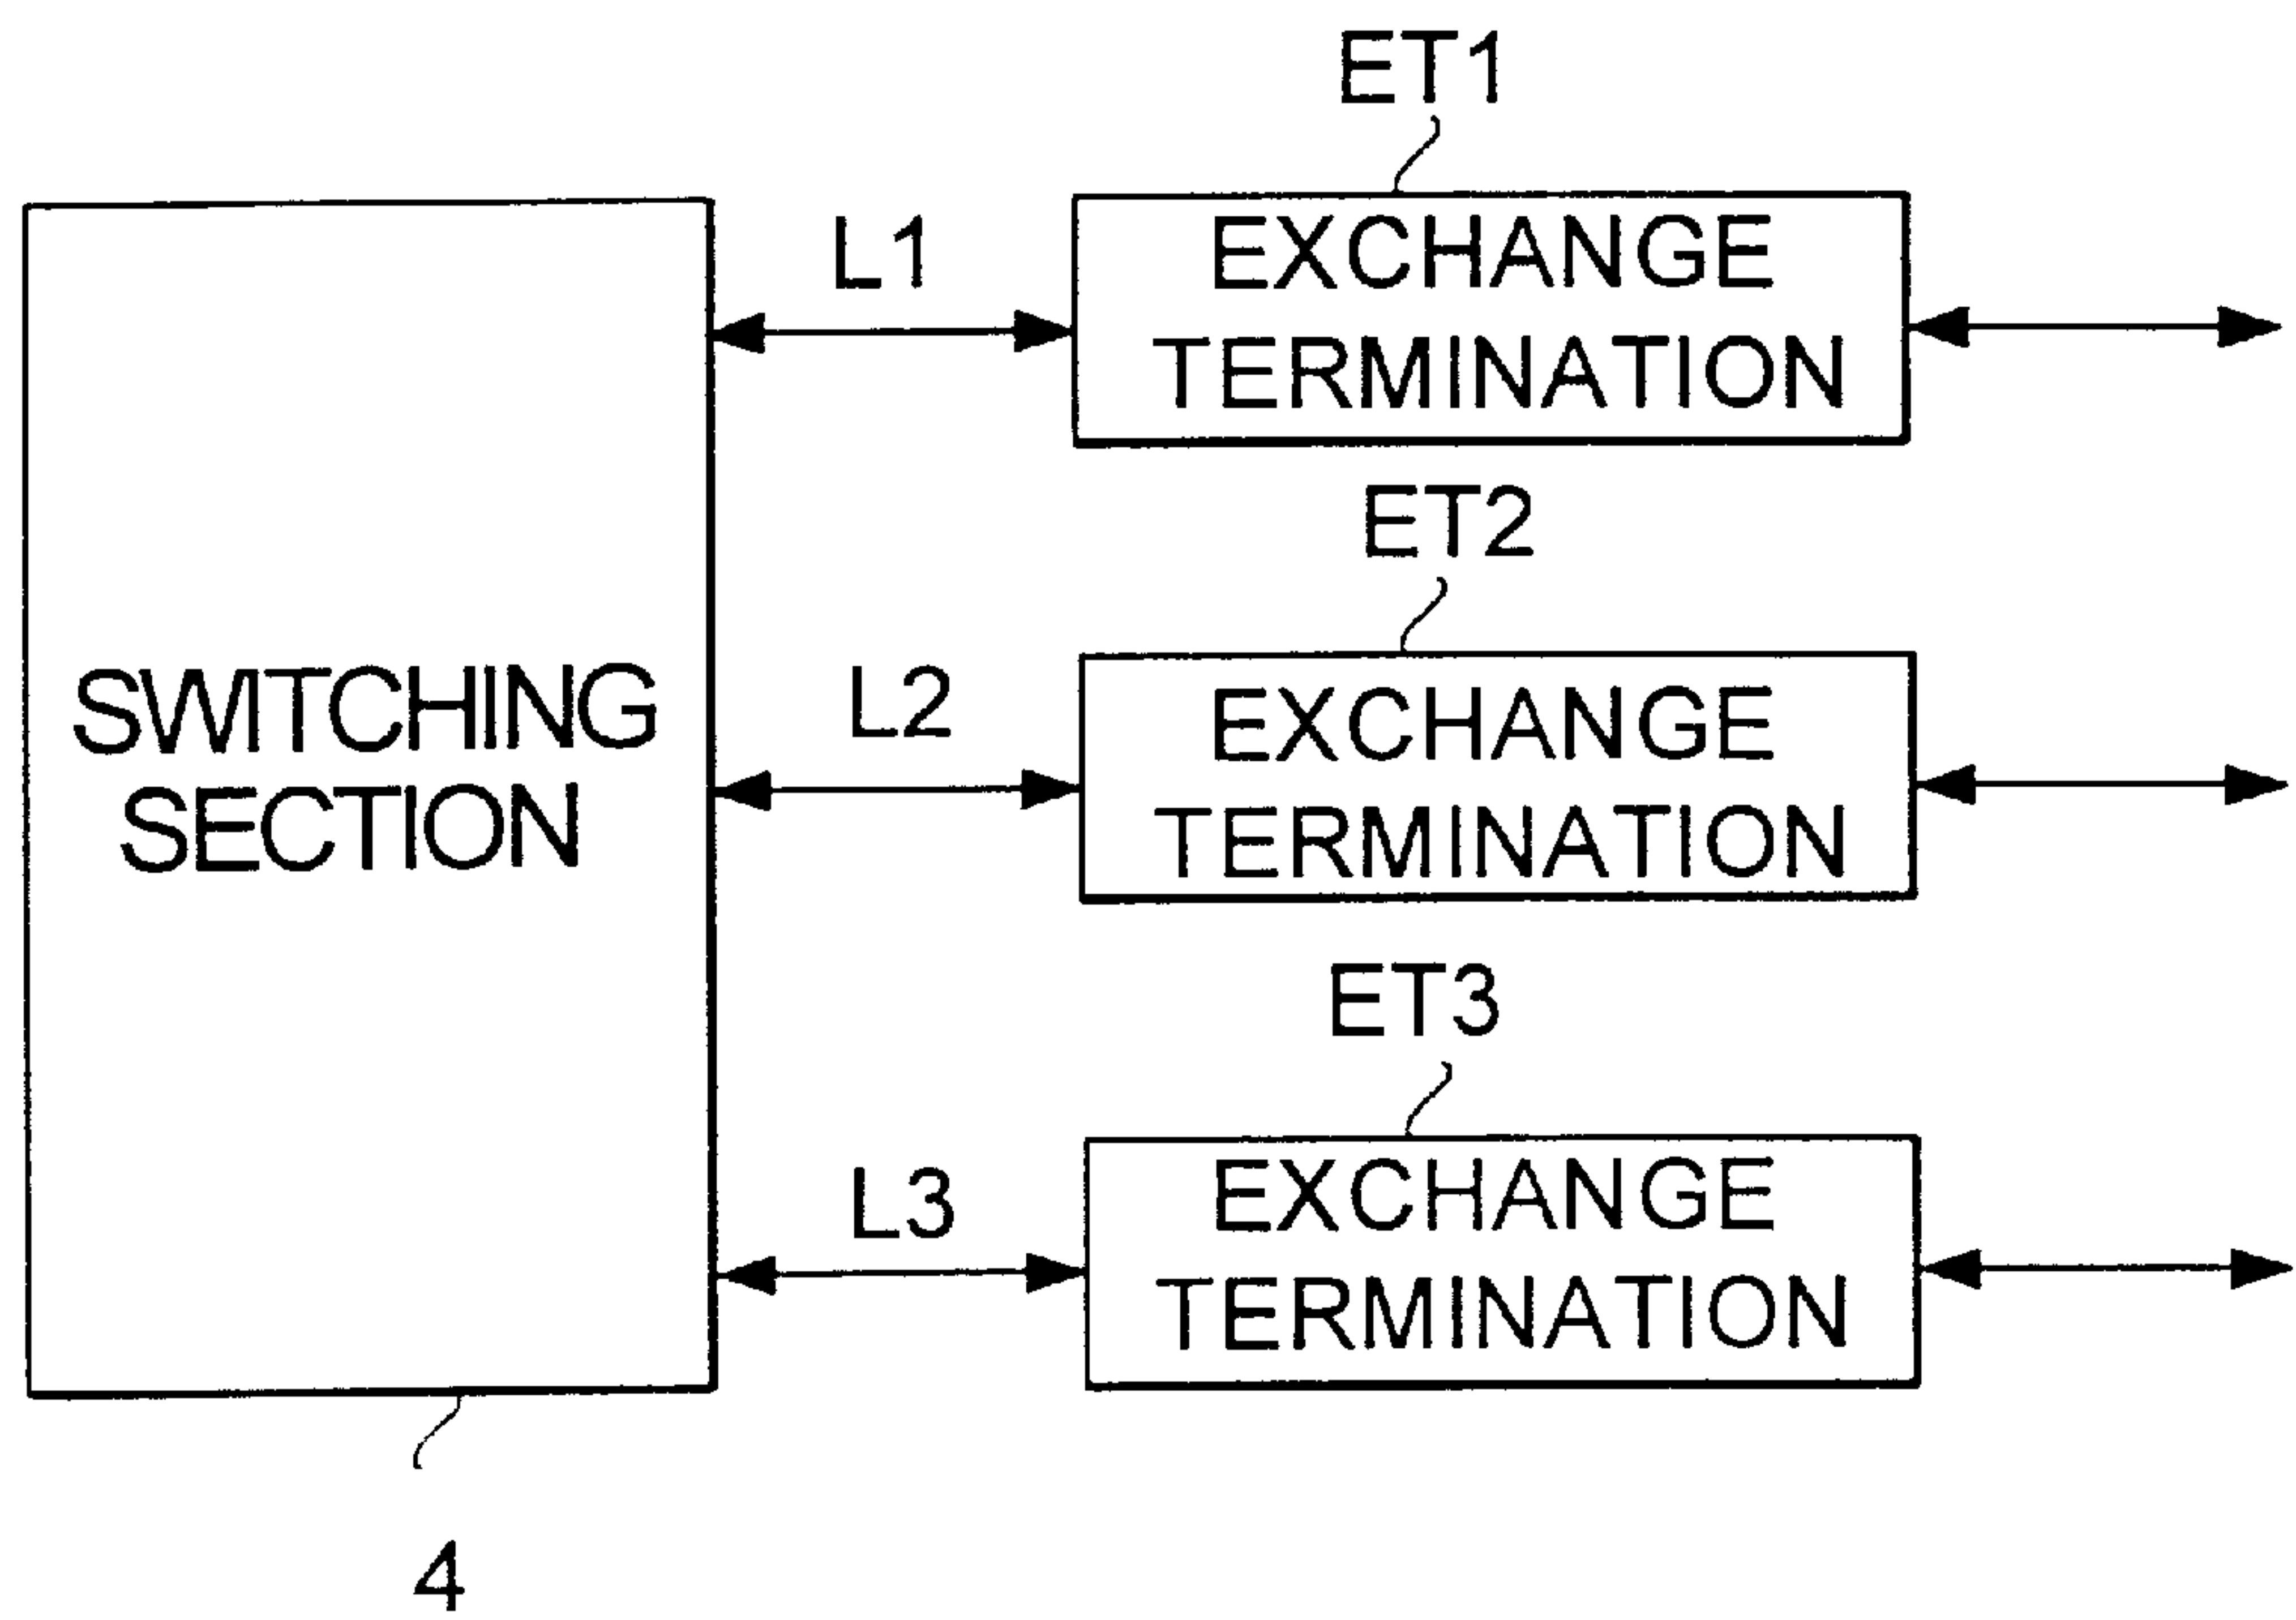 ET1
L1
EXCHANGE
TERMINATION
ET2
SWITCHING
SECTION
L2
EXCHANGE
TERMINATION
ET3
L3
EXCHANGE
TERMINATION
4